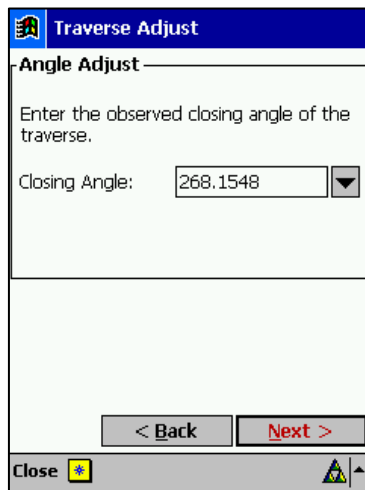 Traverse Adjust
Angle Adjust
Enter the observed closing angle of the
traverse.
Closing Angle: 268.1548
< Back Next >
Close